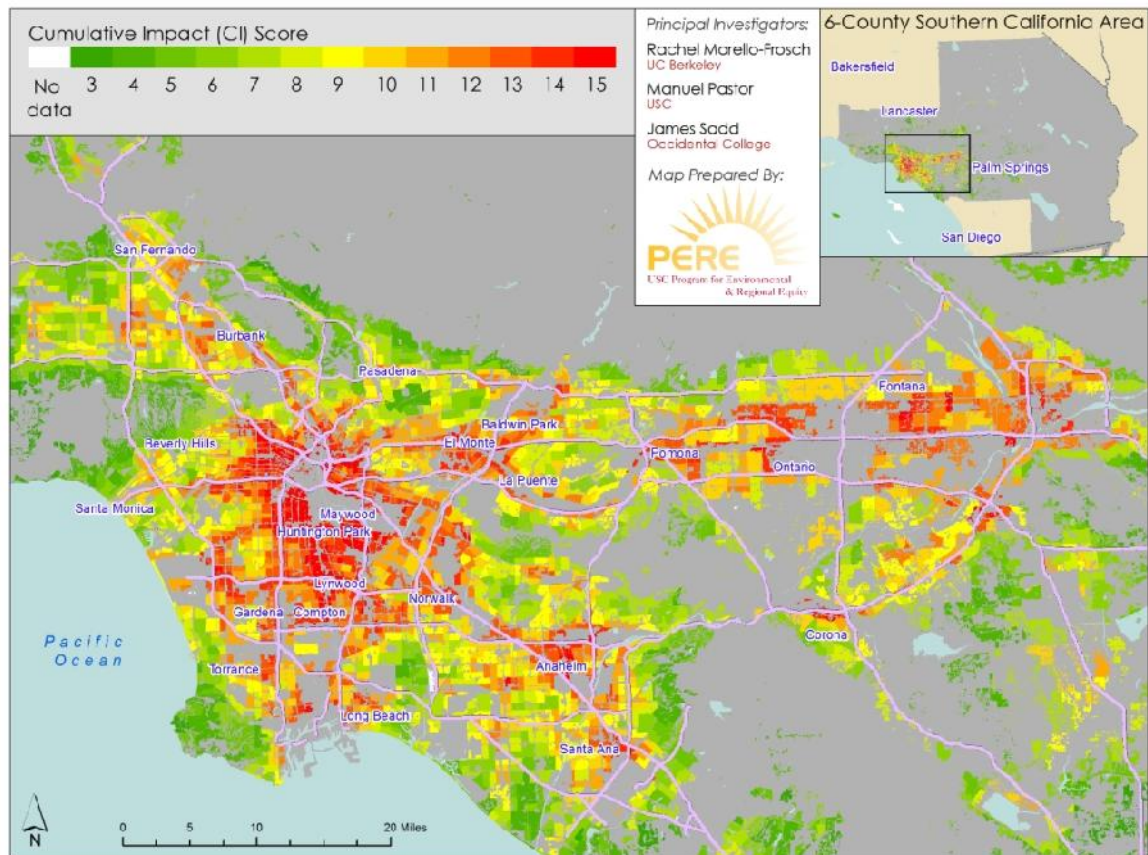 Cumulative Impact (CI) Score
No data
3 4 5 6 7 8 9 10 11 12 13 14 15
Principal Investigators:
Rachel Morello-Frosch
UC Berkeley
Manuel Pastor
USC
James Sadd
Occidental College
Map Prepared By:
PERE
USC Program for Environmental
& Regional Equity
6-County Southern California Area
Bakersfield
Lancaster
Palm Springs
San Diego
San Fernando
Burbank
Pasadena
Fontana
Baldwin Park
Beverly Hills
El Monte
Pomona
Ontario
La Puente
Santa Monica
Maywood
Huntington Park
Lynwood
Norwalk
Gardena
Compton
Corona
Pacific
Ocean
Torrance
Anaheim
Long Beach
Santa Ana
N
0 5 10 20 Miles